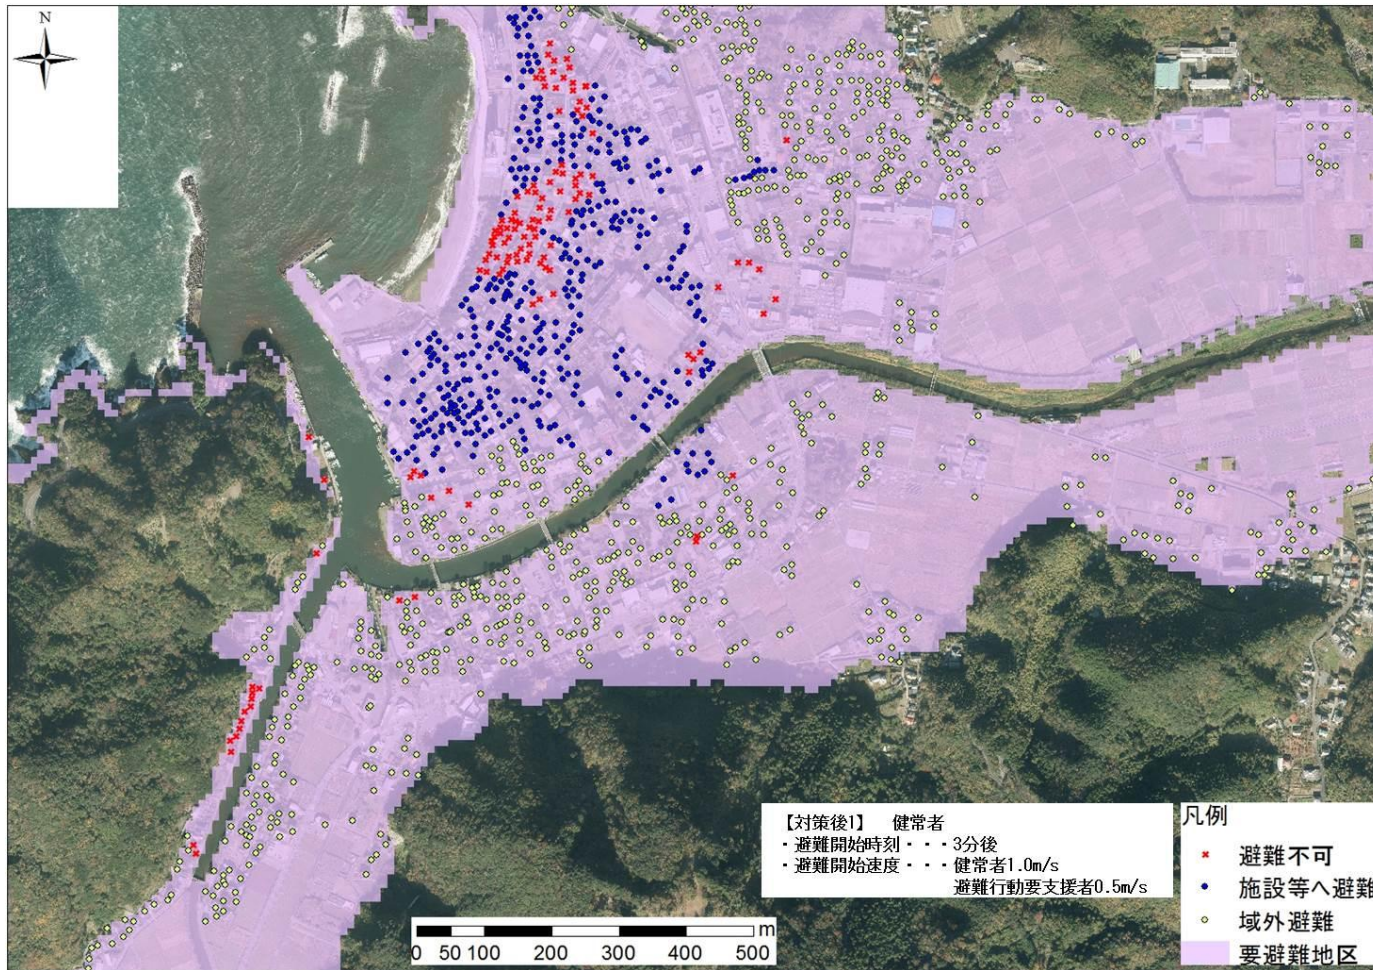 N
【対策後1】 健常者
・避難開始時刻・・・3分後
・避難開始速度・・・健常者1.0m/s
避難行動要支援者0.5m/s
凡例
避難不可
施設等へ避難
域外避難
要避難地区
m
0 50 100 200 300 400 500